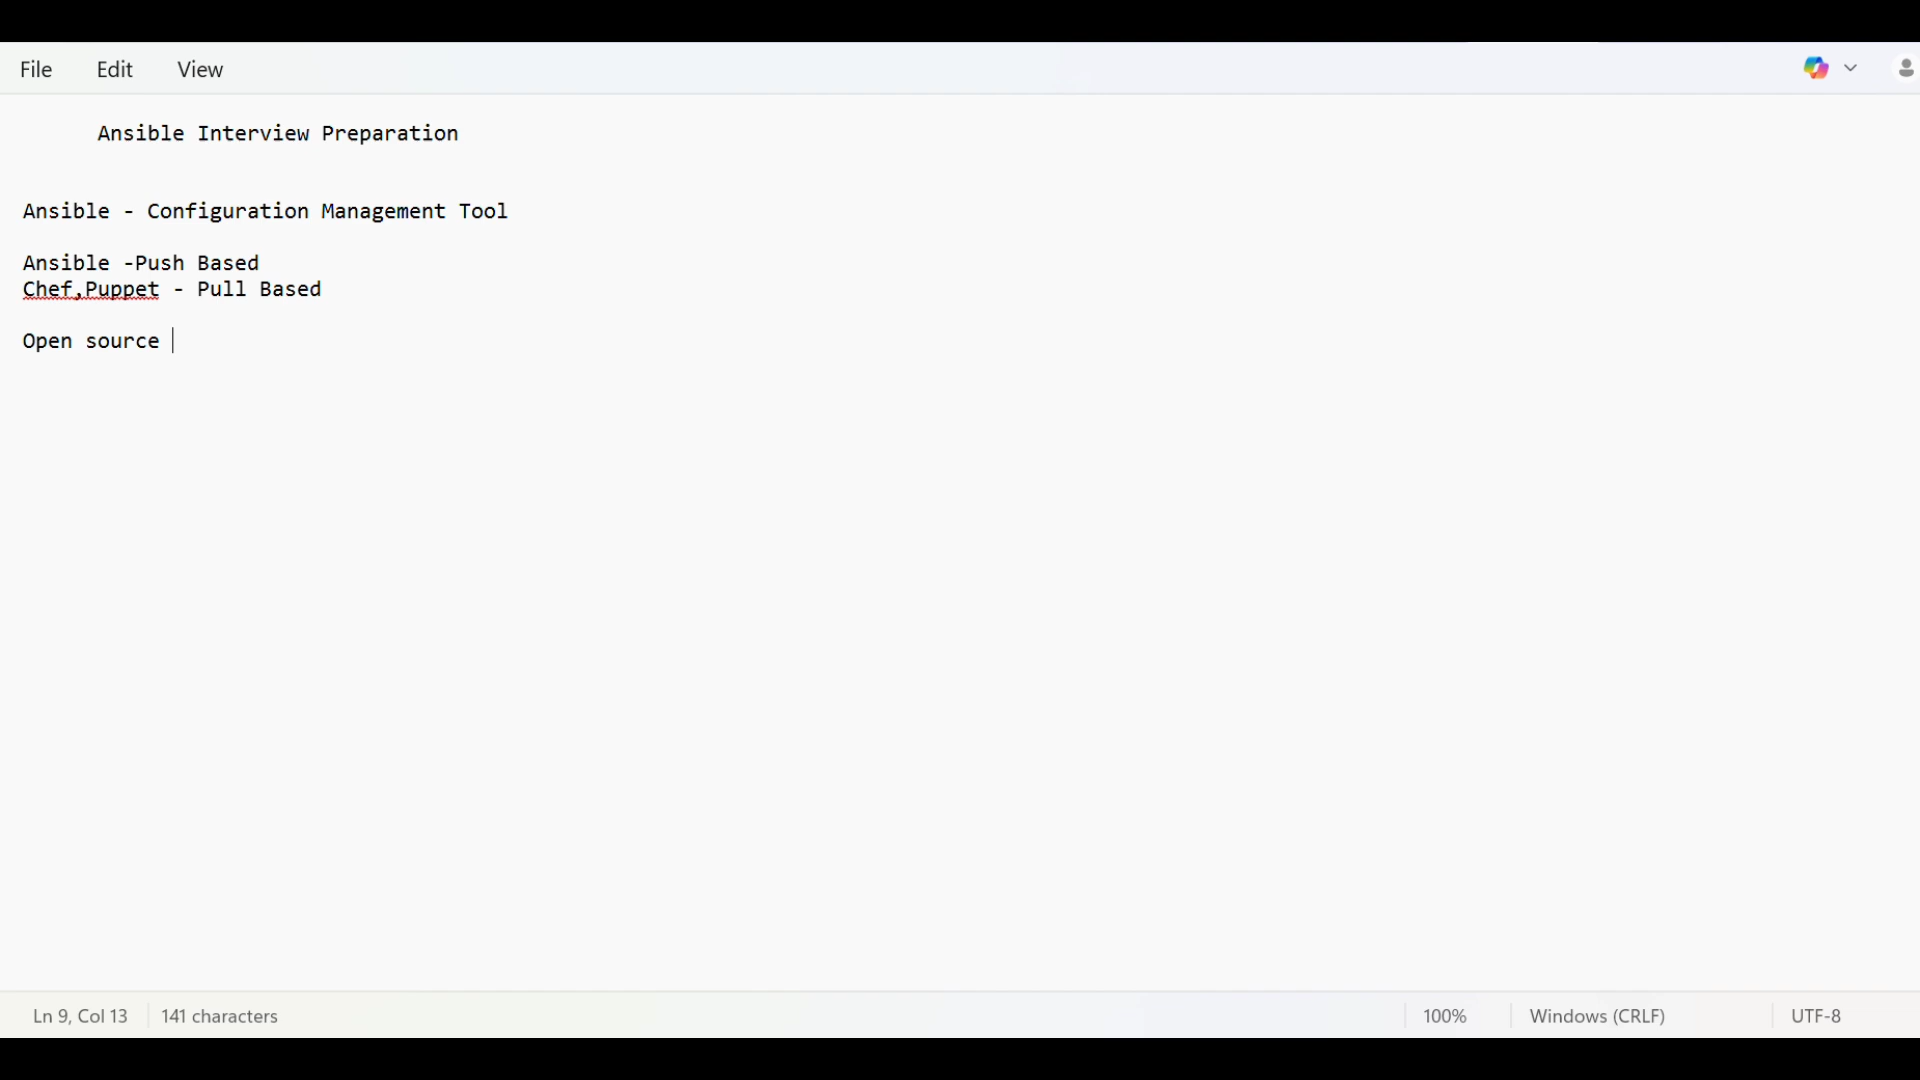 File Edit View
Ansible Interview Preparation
Ansible - Configuration Management Tool
Ansible -Push Based
Chef,Puppet - Pull Based
Open source
Ln 9, Col 13 141 characters 100% Windows (CRLF) UTF-8